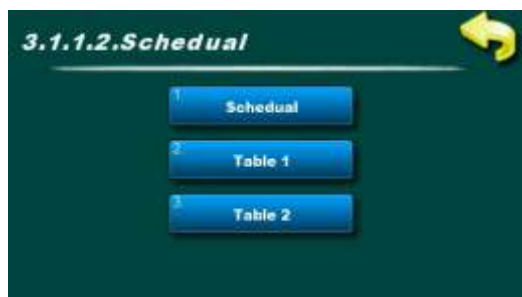 3.1.1.2.Schedual
1 Schedual
2 Table 1
3 Table 2